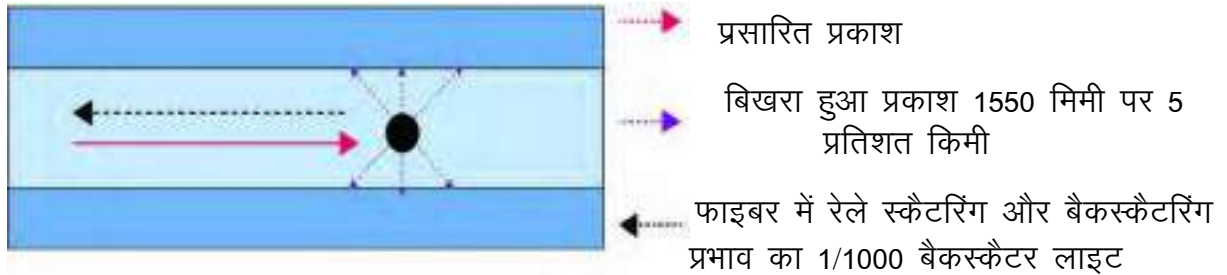 प्रसारित प्रकाश
बिखरा हुआ प्रकाश 1550 मिमी पर 5
प्रतिशत किमी
फाइबर में रेले स्कैटरिंग और बैकस्कैटरिंग
प्रभाव का 1/1000 बैकस्कैटर लाइट